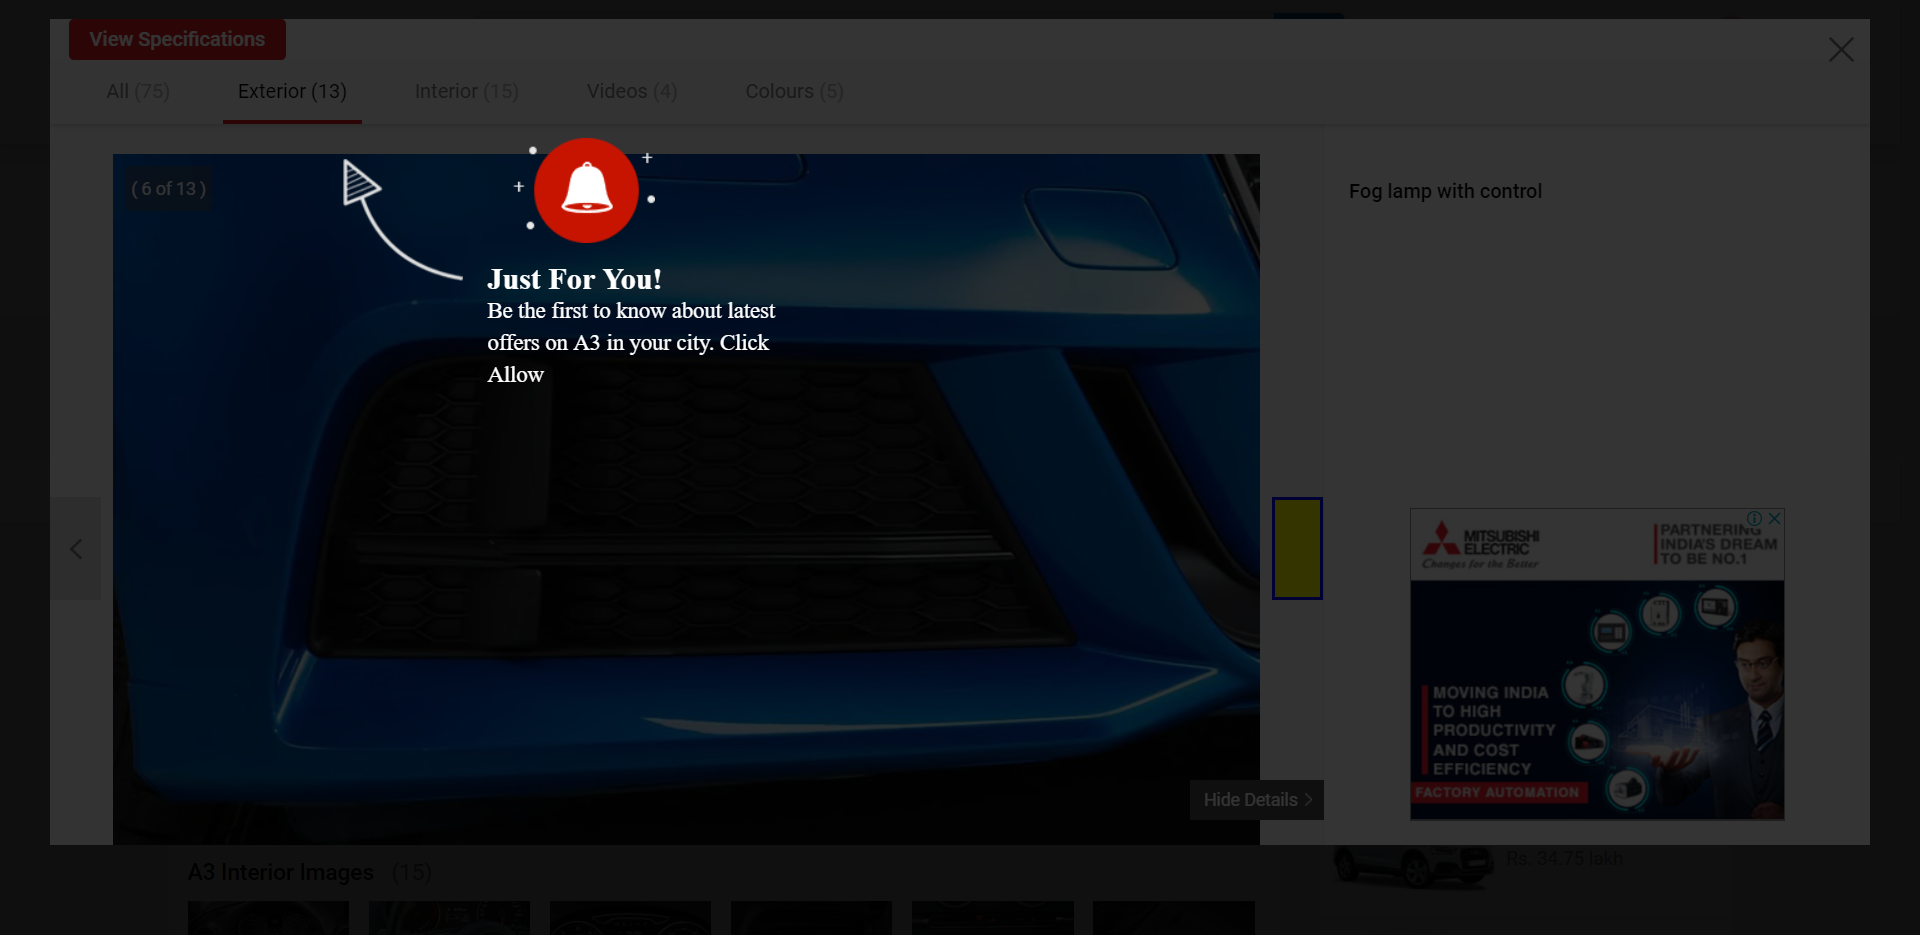 View Specifications
All (75)
Exterior (13)
Interior (15)
Videos (4)
Colours (5)
( 6 of 13 )
Fog lamp with control
Just For You!
Be the first to know about latest
offers on A3 in your city. Click
Allow
MITSUBISHI
ELECTRIC
Changes for the Better
PARTNERING
INDIA'S DREAM
TO BE NO.1
MOVING INDIA
TO HIGH
PRODUCTIVITY
AND COST
EFFICIENCY
FACTORY AUTOMATION
Hide Details
A3 Interior Images (15)
Rs. 34.75 lakh